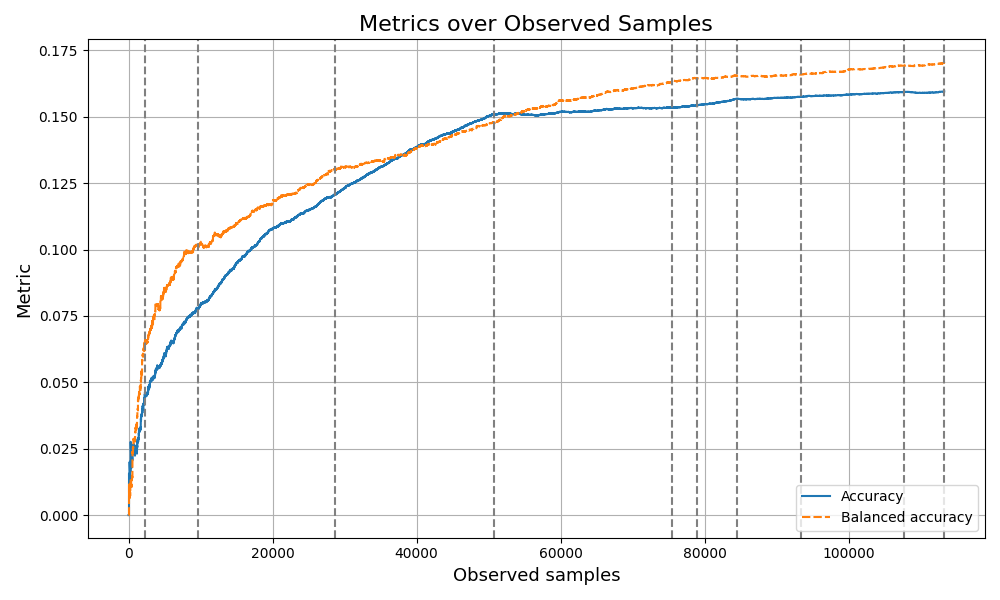 Metrics over Observed Samples
Metric
0.175
0.150
0.125
0.100
0.075
0.050
0.025
0.000
0
20000
40000
60000
80000
100000
Observed samples
Accuracy
Balanced accuracy